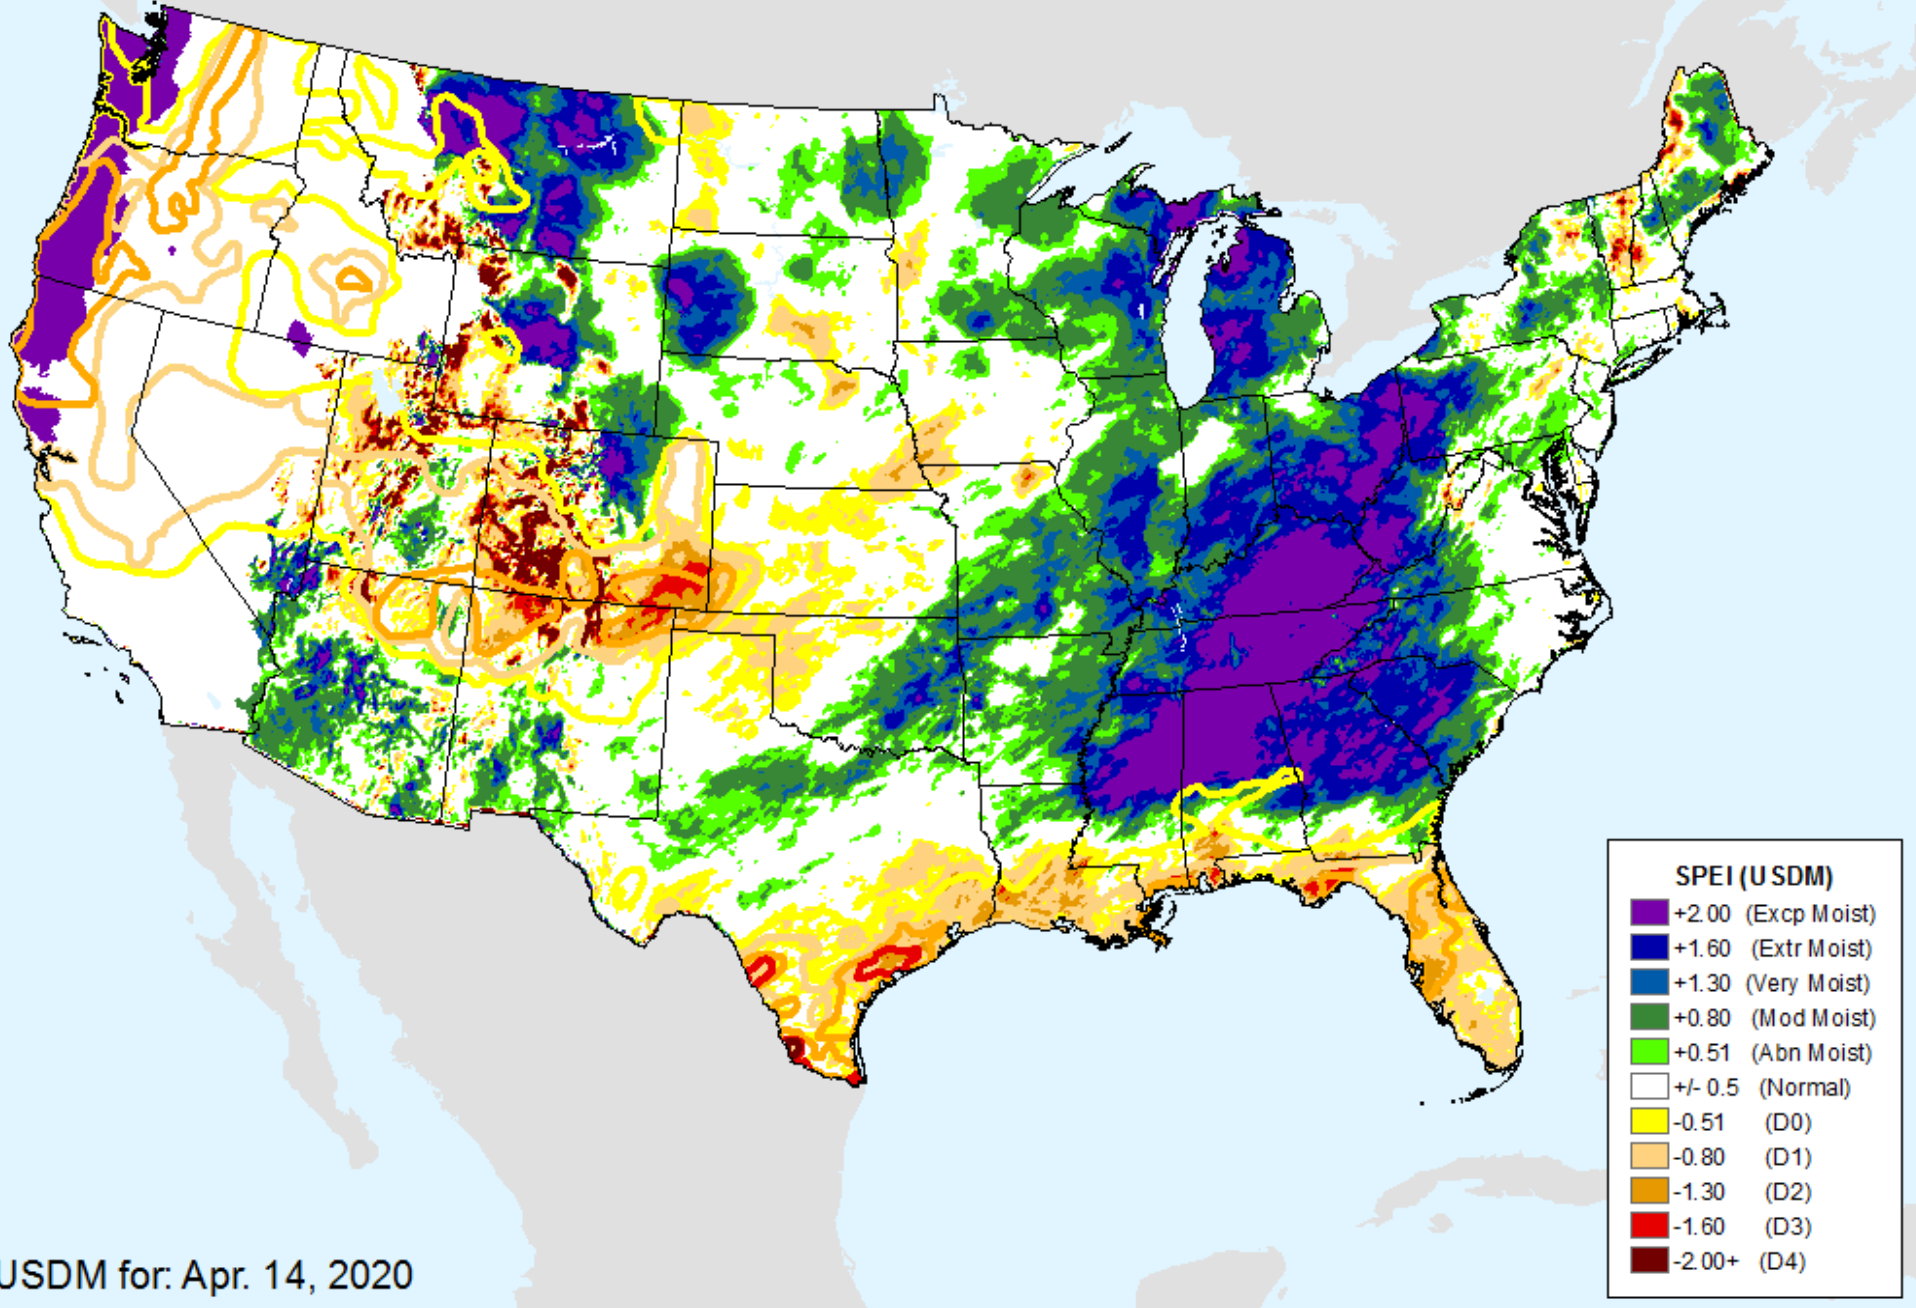 SPEI (USDM)
+2.00 (Excp Moist)
+1.60 (Extr Moist)
+1.30 (Very Moist)
+0.80 (Mod Moist)
+0.51 (Abn Moist)
+/- 0.5 (Normal)
-0.51 (D0)
-0.80 (D1)
-1.30 (D2)
-1.60 (D3)
-2.00+ (D4)
USDM for: Apr. 14, 2020